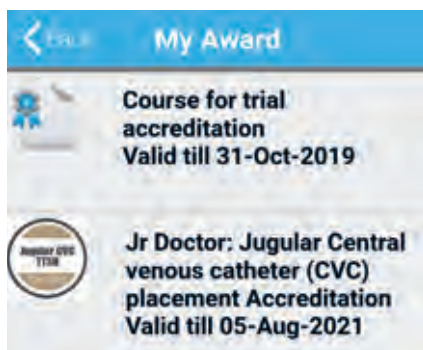 Back
My Award
Course for trial
accreditation
Valid till 31-Oct-2019
Jugular CVC
TTSH
Jr Doctor: Jugular Central
venous catheter (CVC)
placement Accreditation
Valid till 05-Aug-2021